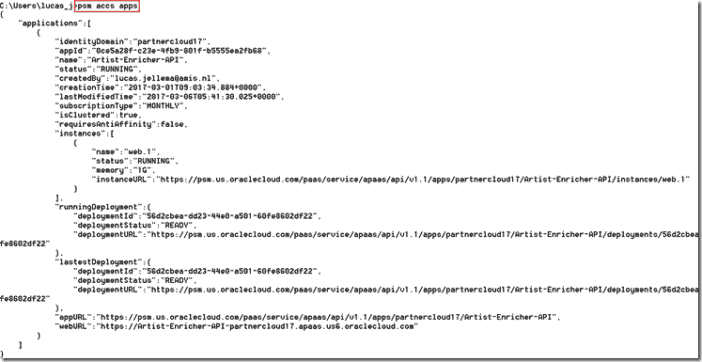 C:\Users\lucas_j>psm accs apps
{
"applications":[
{
"identityDomain":"partnercloud17",
"appId":"0ce5a28f-c23e-4fb9-801f-b5555ea2fb68",
"name":"Artist-Enricher-API",
"status":"RUNNING",
"createdBy":"lucas.jellema@amis.nl",
"creationTime":"2017-03-01T09:03:34.884+0000",
"lastModifiedTime":"2017-03-06T05:41:30.025+0000",
"subscriptionType":"MONTHLY",
"isClustered":true,
"requiresAntiAffinity":false,
"instances":[
{
"name":"web.1",
"status":"RUNNING",
"memory":"1G",
"instanceURL":"https://psm.us.oraclecloud.com/paas/service/apaas/api/v1.1/apps/partnercloud17/Artist-Enricher-API/instances/web.1"
}
],
"runningDeployment":{
"deploymentId":"56d2cbea-dd23-44e0-a501-60fe8602df22",
"deploymentStatus":"READY",
"deploymentURL":"https://psm.us.oraclecloud.com/paas/service/apaas/api/v1.1/apps/partnercloud17/Artist-Enricher-API/deployments/56d2cbea
fe8602df22"
},
"lastestDeployment":{
"deploymentId":"56d2cbea-dd23-44e0-a501-60fe8602df22",
"deploymentStatus":"READY",
"deploymentURL":"https://psm.us.oraclecloud.com/paas/service/apaas/api/v1.1/apps/partnercloud17/Artist-Enricher-API/deployments/56d2cbea
fe8602df22"
},
"appURL":"https://psm.us.oraclecloud.com/paas/service/apaas/api/v1.1/apps/partnercloud17/Artist-Enricher-API",
"webURL":"https://Artist-Enricher-API-partnercloud17.apaas.us6.oraclecloud.com"
}
]
}